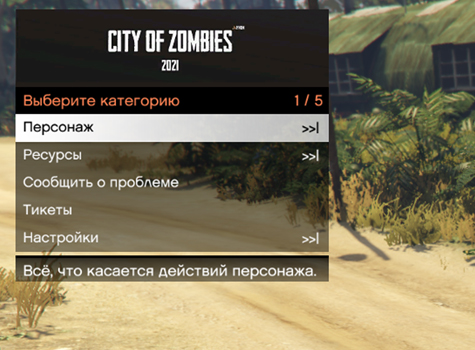 CITY OF ZOMBIES
2021
Выберите категорию 1 / 5
Персонаж >>|
Ресурсы >>|
Сообщить о проблеме
Тикеты
Настройки >>|
Всё, что касается действий персонажа.